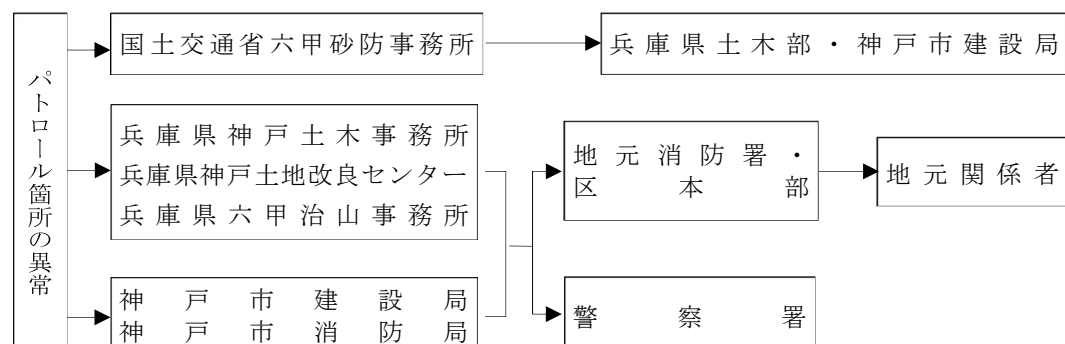 パトロール箇所の異常
国土交通省六甲砂防事務所
兵庫県土木部・神戸市建設局
兵庫県神戸土木事務所
兵庫県神戸土地改良センター
兵庫県六甲治山事務所
地元消防署・
区本部
地元関係者
神戸市建設局
神戸市消防局
警察署